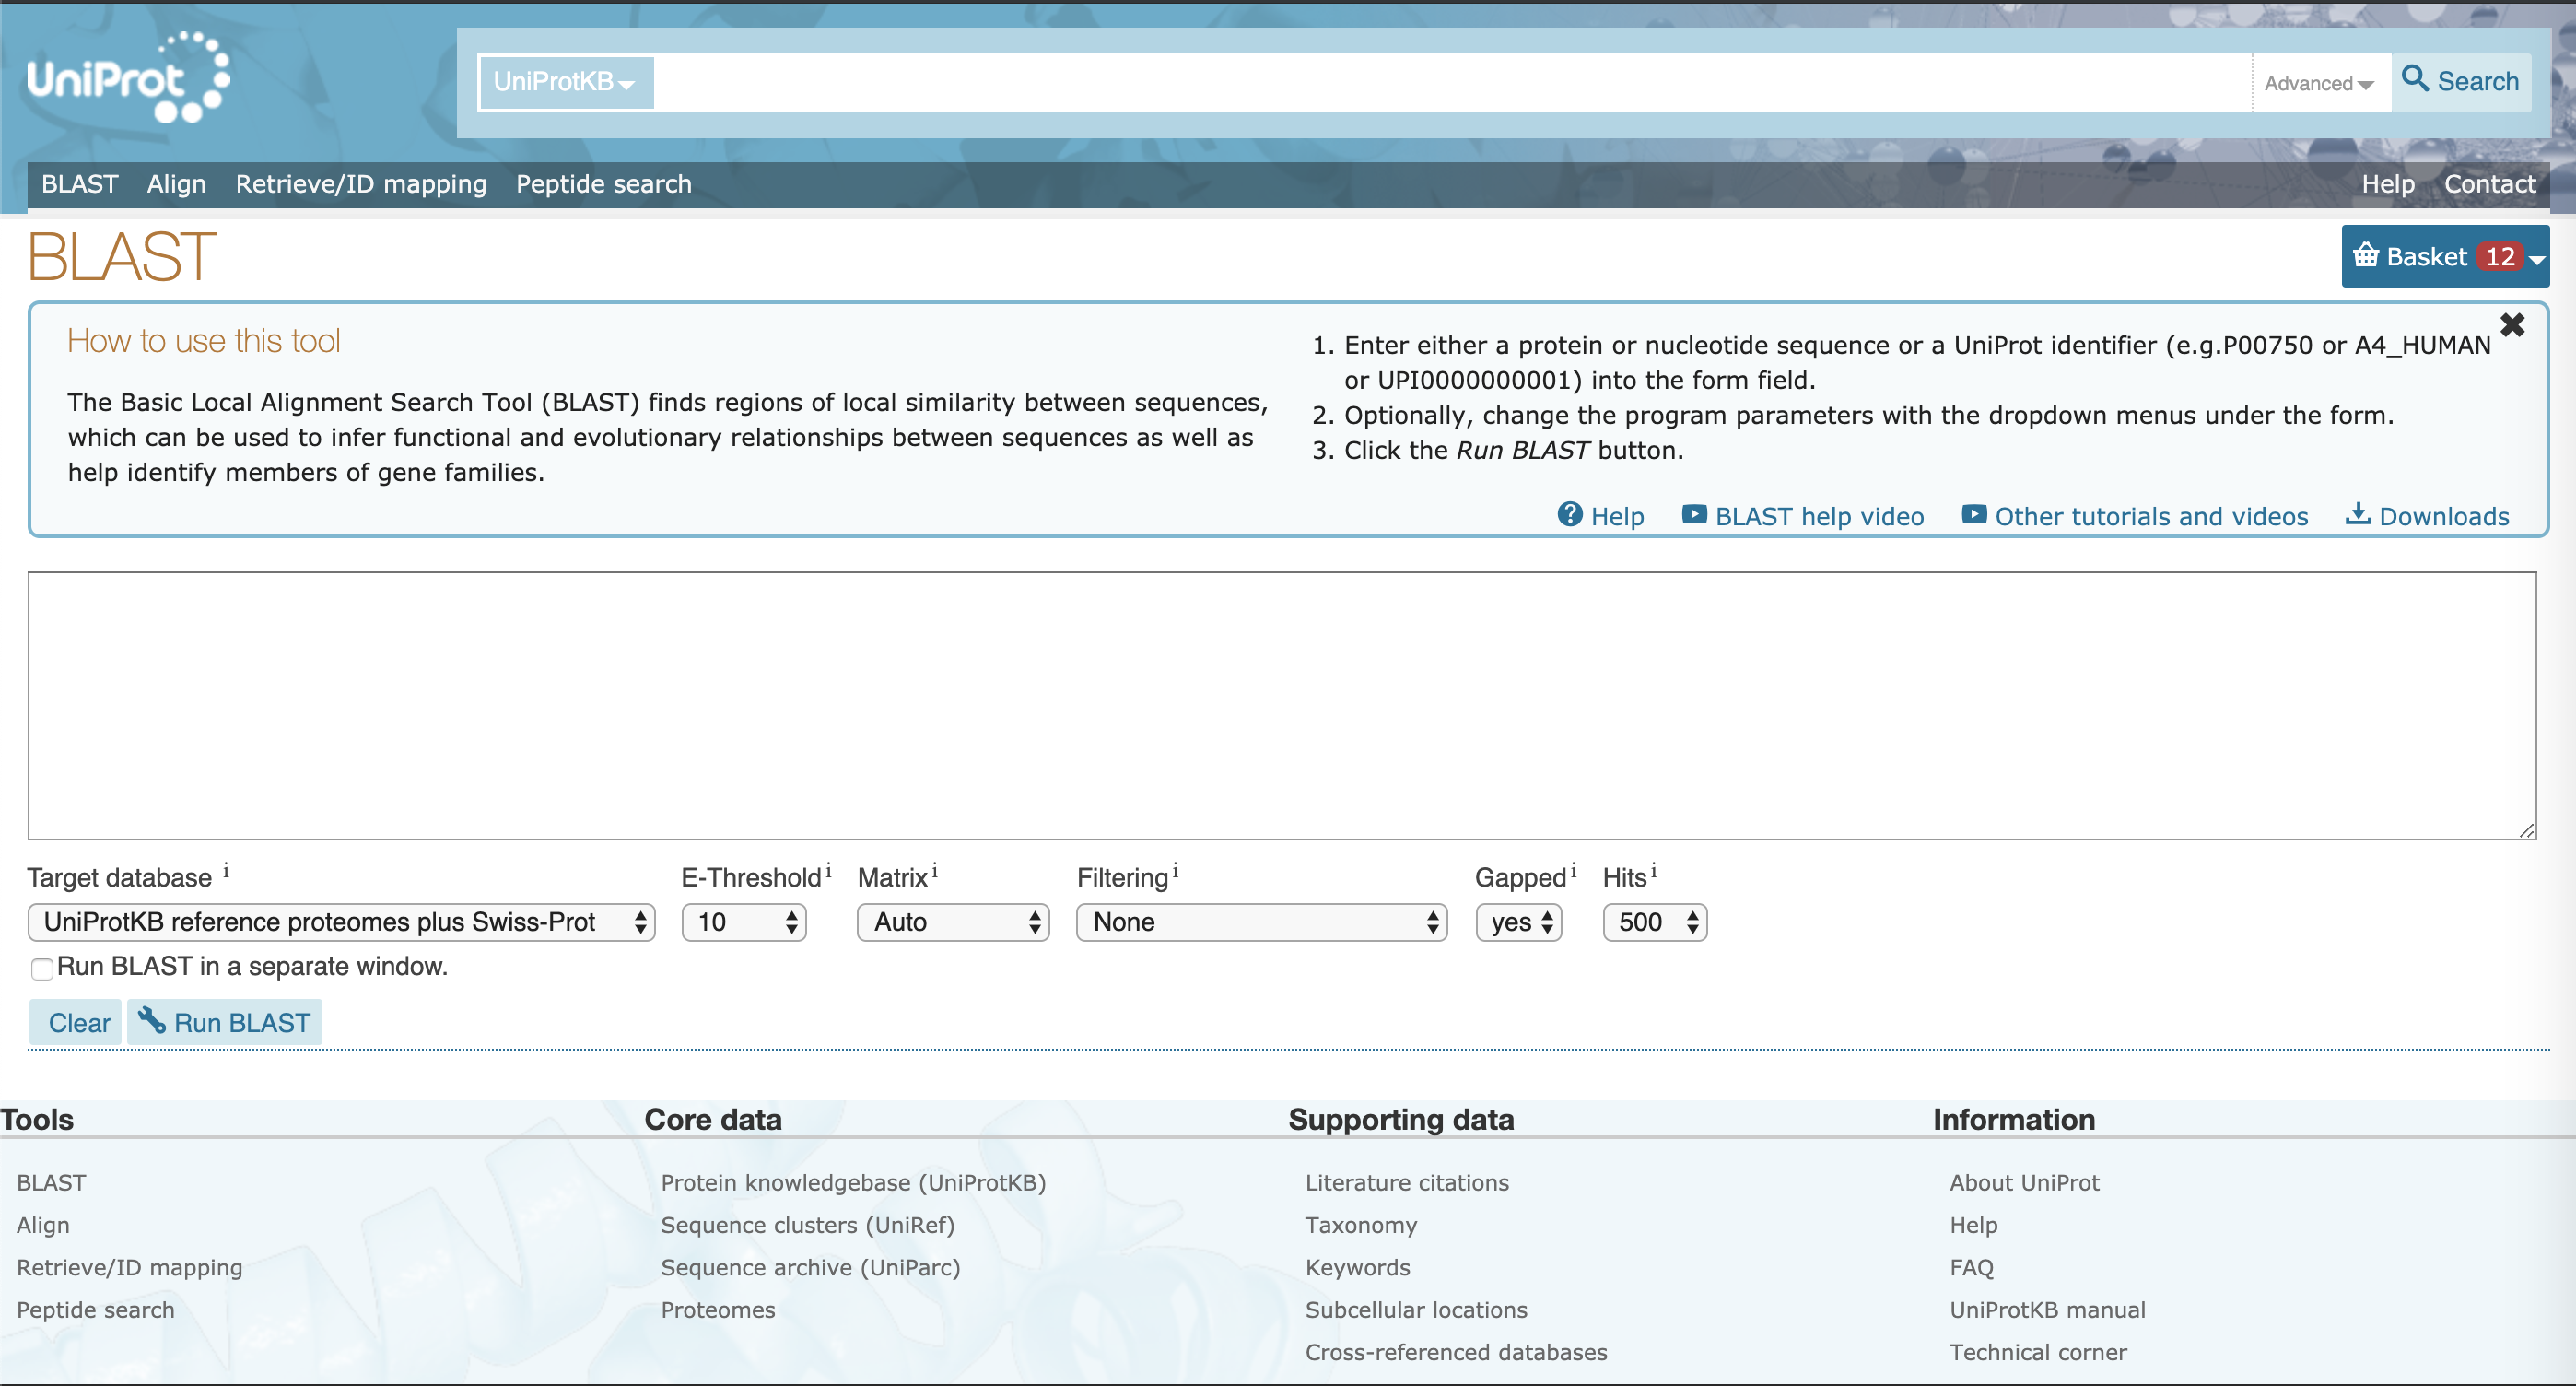 UniProt
UniProtKB
Advanced
Search
BLAST Align Retrieve/ID mapping Peptide search Help Contact
BLAST
Basket 12
How to use this tool
The Basic Local Alignment Search Tool (BLAST) finds regions of local similarity between sequences,
which can be used to infer functional and evolutionary relationships between sequences as well as
help identify members of gene families.
1. Enter either a protein or nucleotide sequence or a UniProt identifier (e.g.P00750 or A4_HUMAN
or UPI0000000001) into the form field.
2. Optionally, change the program parameters with the dropdown menus under the form.
3. Click the Run BLAST button.
Help BLAST help video Other tutorials and videos Downloads
Target database i E-Threshold i Matrix i Filtering i Gapped i Hits i
UniProtKB reference proteomes plus Swiss-Prot 10 Auto None yes 500
Run BLAST in a separate window.
Clear Run BLAST
Tools
BLAST
Align
Retrieve/ID mapping
Peptide search
Core data
Protein knowledgebase (UniProtKB)
Sequence clusters (UniRef)
Sequence archive (UniParc)
Proteomes
Supporting data
Literature citations
Taxonomy
Keywords
Subcellular locations
Cross-referenced databases
Information
About UniProt
Help
FAQ
UniProtKB manual
Technical corner